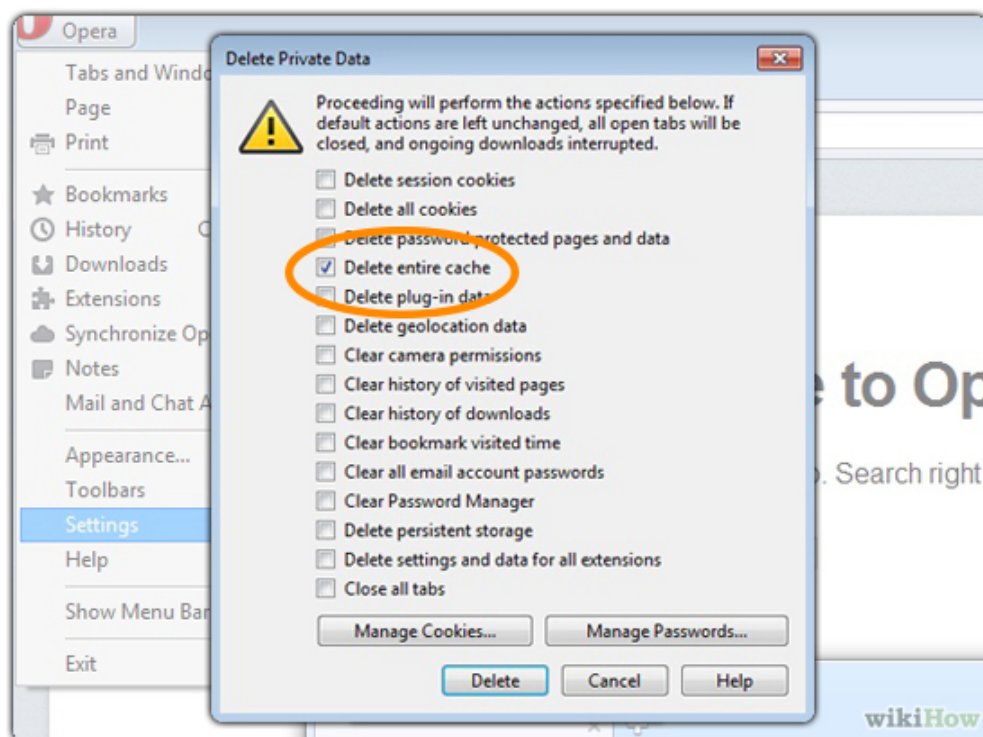 Opera
Tabs and Windo
Page
Print
Bookmarks
History C
Downloads
Extensions
Synchronize Op
Notes
Mail and Chat A
Appearance...
Toolbars
Settings
Help
Show Menu Bar
Exit
Delete Private Data
Proceeding will perform the actions specified below. If
default actions are left unchanged, all open tabs will be
closed, and ongoing downloads interrupted.
Delete session cookies
Delete all cookies
Delete password protected pages and data
Delete entire cache
Delete plug-in data
Delete geolocation data
Clear camera permissions
Clear history of visited pages
Clear history of downloads
Clear bookmark visited time
Clear all email account passwords
Clear Password Manager
Delete persistent storage
Delete settings and data for all extensions
Close all tabs
Manage Cookies... Manage Passwords...
Delete Cancel Help
e to Op
. Search right
wikiHow